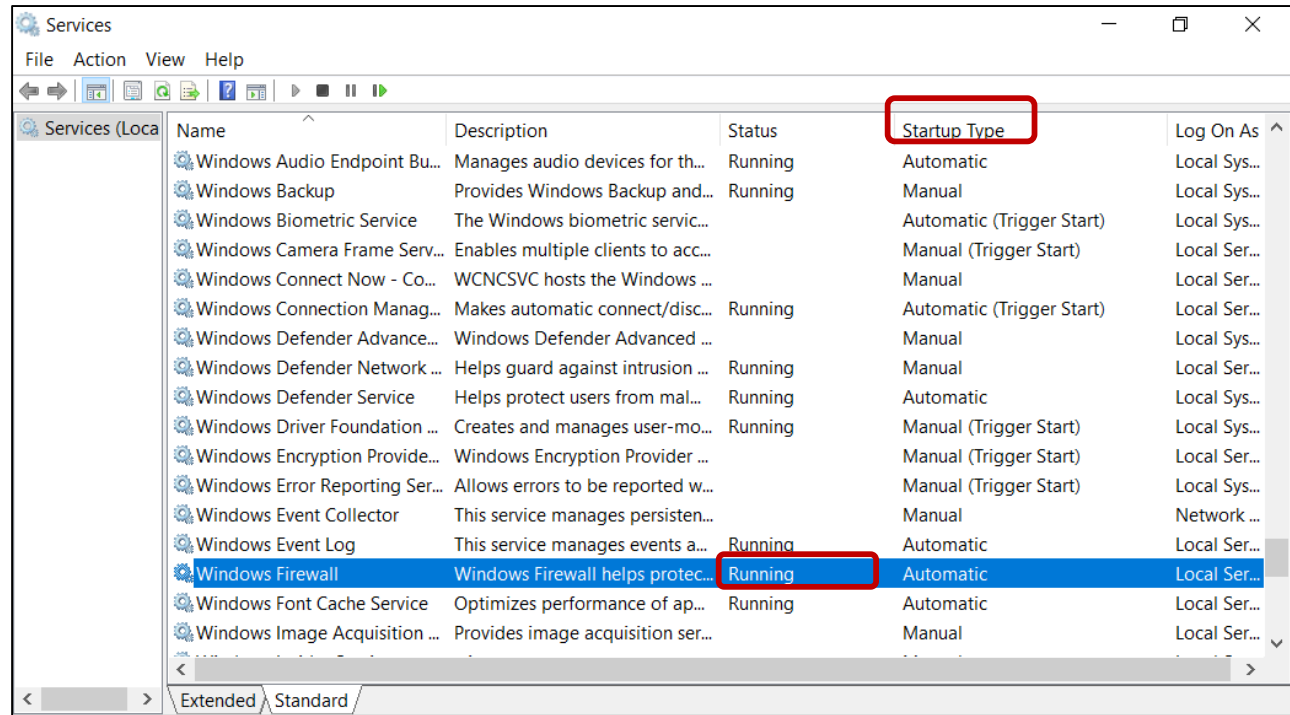 Services
File Action View Help
Services (Loca
Name Description Status Startup Type Log On As
Windows Audio Endpoint Bu... Manages audio devices for th... Running Automatic Local Sys...
Windows Backup Provides Windows Backup and... Running Manual Local Sys...
Windows Biometric Service The Windows biometric servic... Automatic (Trigger Start) Local Sys...
Windows Camera Frame Serv... Enables multiple clients to acc... Manual (Trigger Start) Local Ser...
Windows Connect Now - Co... WCNCSVC hosts the Windows ... Manual Local Ser...
Windows Connection Manag... Makes automatic connect/disc... Running Automatic (Trigger Start) Local Ser...
Windows Defender Advance... Windows Defender Advanced ... Manual Local Sys...
Windows Defender Network ... Helps guard against intrusion ... Running Manual Local Ser...
Windows Defender Service Helps protect users from mal... Running Automatic Local Sys...
Windows Driver Foundation ... Creates and manages user-mo... Running Manual (Trigger Start) Local Sys...
Windows Encryption Provide... Windows Encryption Provider ... Manual (Trigger Start) Local Ser...
Windows Error Reporting Ser... Allows errors to be reported w... Manual (Trigger Start) Local Sys...
Windows Event Collector This service manages persisten... Manual Network ...
Windows Event Log This service manages events a... Running Automatic Local Ser...
Windows Firewall Windows Firewall helps protec... Running Automatic Local Ser...
Windows Font Cache Service Optimizes performance of ap... Running Automatic Local Ser...
Windows Image Acquisition ... Provides image acquisition ser... Manual Local Ser...
Extended Standard